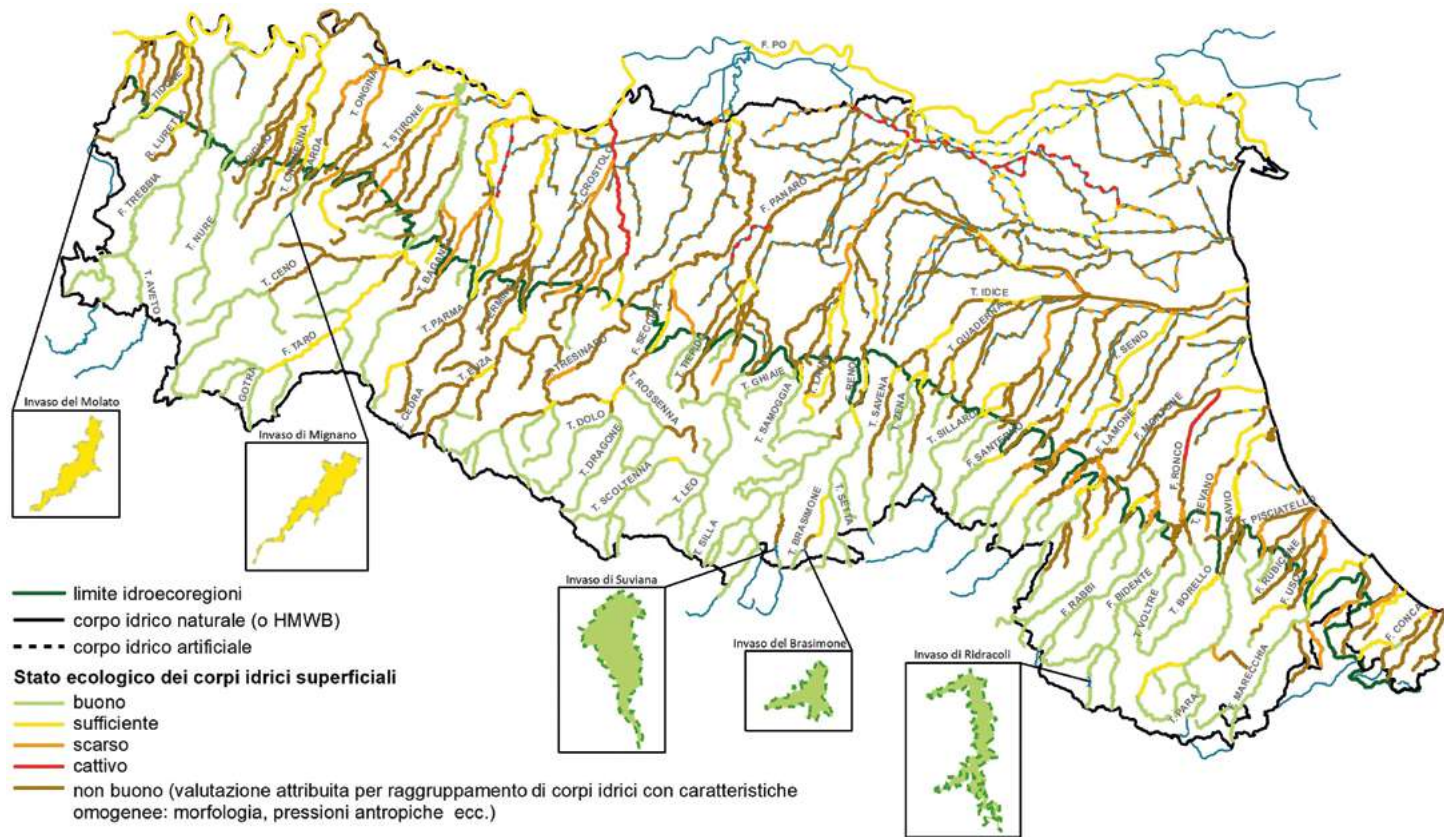 F. PO
T. TIDONE
R. LURETTA
F. TREBBIA
T. NURE
T. AVETO
T. ONGINA
T. STIRONE
T. CENO
F. TARO
T. GOTRA
T. PARMA
T. ENZA
T. CEDRA
T. CROSTOLO
T. TRESINARO
F. SECCHIA
T. DOLO
T. ROSSENNA
T. DRAGONE
T. SCOLTENNA
T. LEO
T. SILLA
T. GHIAIE
T. SAMOGGIA
F. PANARO
T. BRASIMONE
T. SETTA
F. RENO
T. SAVENA
T. ZENA
T. IDICE
T. QUADERNA
T. SILLARO
F. SANTERNO
T. SENIO
F. LAMONE
F. MONTONE
F. RONCO
T. BEVANO
F. SAVIO
T. PISCIATELLO
F. RUBICONE
F. USO
F. RABBI
F. BIDENTE
T. VOLTRE
T. BORELLO
F. MARECCHIA
T. PARA
F. CONCA
Invaso del Molato
Invaso di Mignano
Invaso di Suviana
Invaso del Brasimone
Invaso di Ridracoli
limite idroecoregioni
corpo idrico naturale (o HMWB)
corpo idrico artificiale
Stato ecologico dei corpi idrici superficiali
buono
sufficiente
scarso
cattivo
non buono (valutazione attribuita per raggruppamento di corpi idrici con caratteristiche
omogenee: morfologia, pressioni antropiche ecc.)